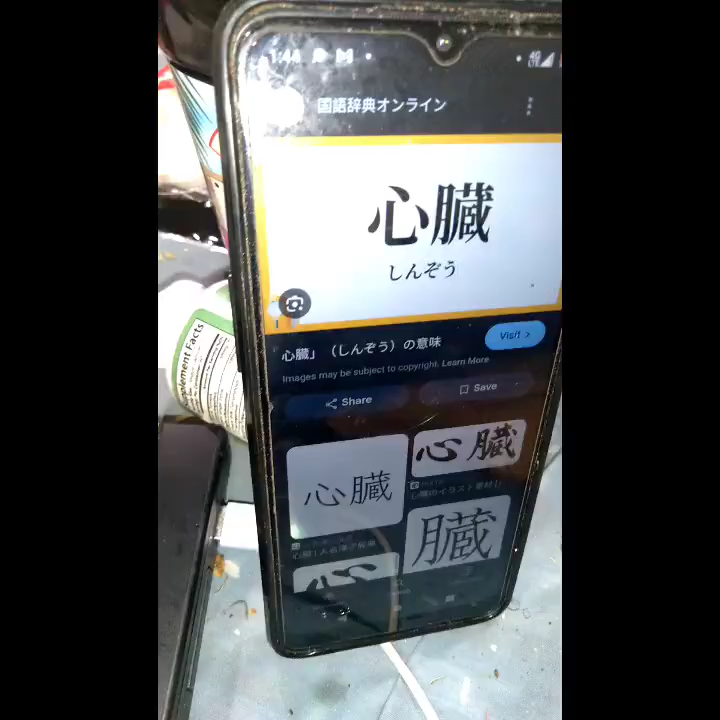 1:44
4G
国語辞典オンライン
心臓
しんぞう
心臓」（しんぞう）の意味
Visit >
Images may be subject to copyright. Learn More
Share
Save
心臓
心臓
臓
Supplement Facts